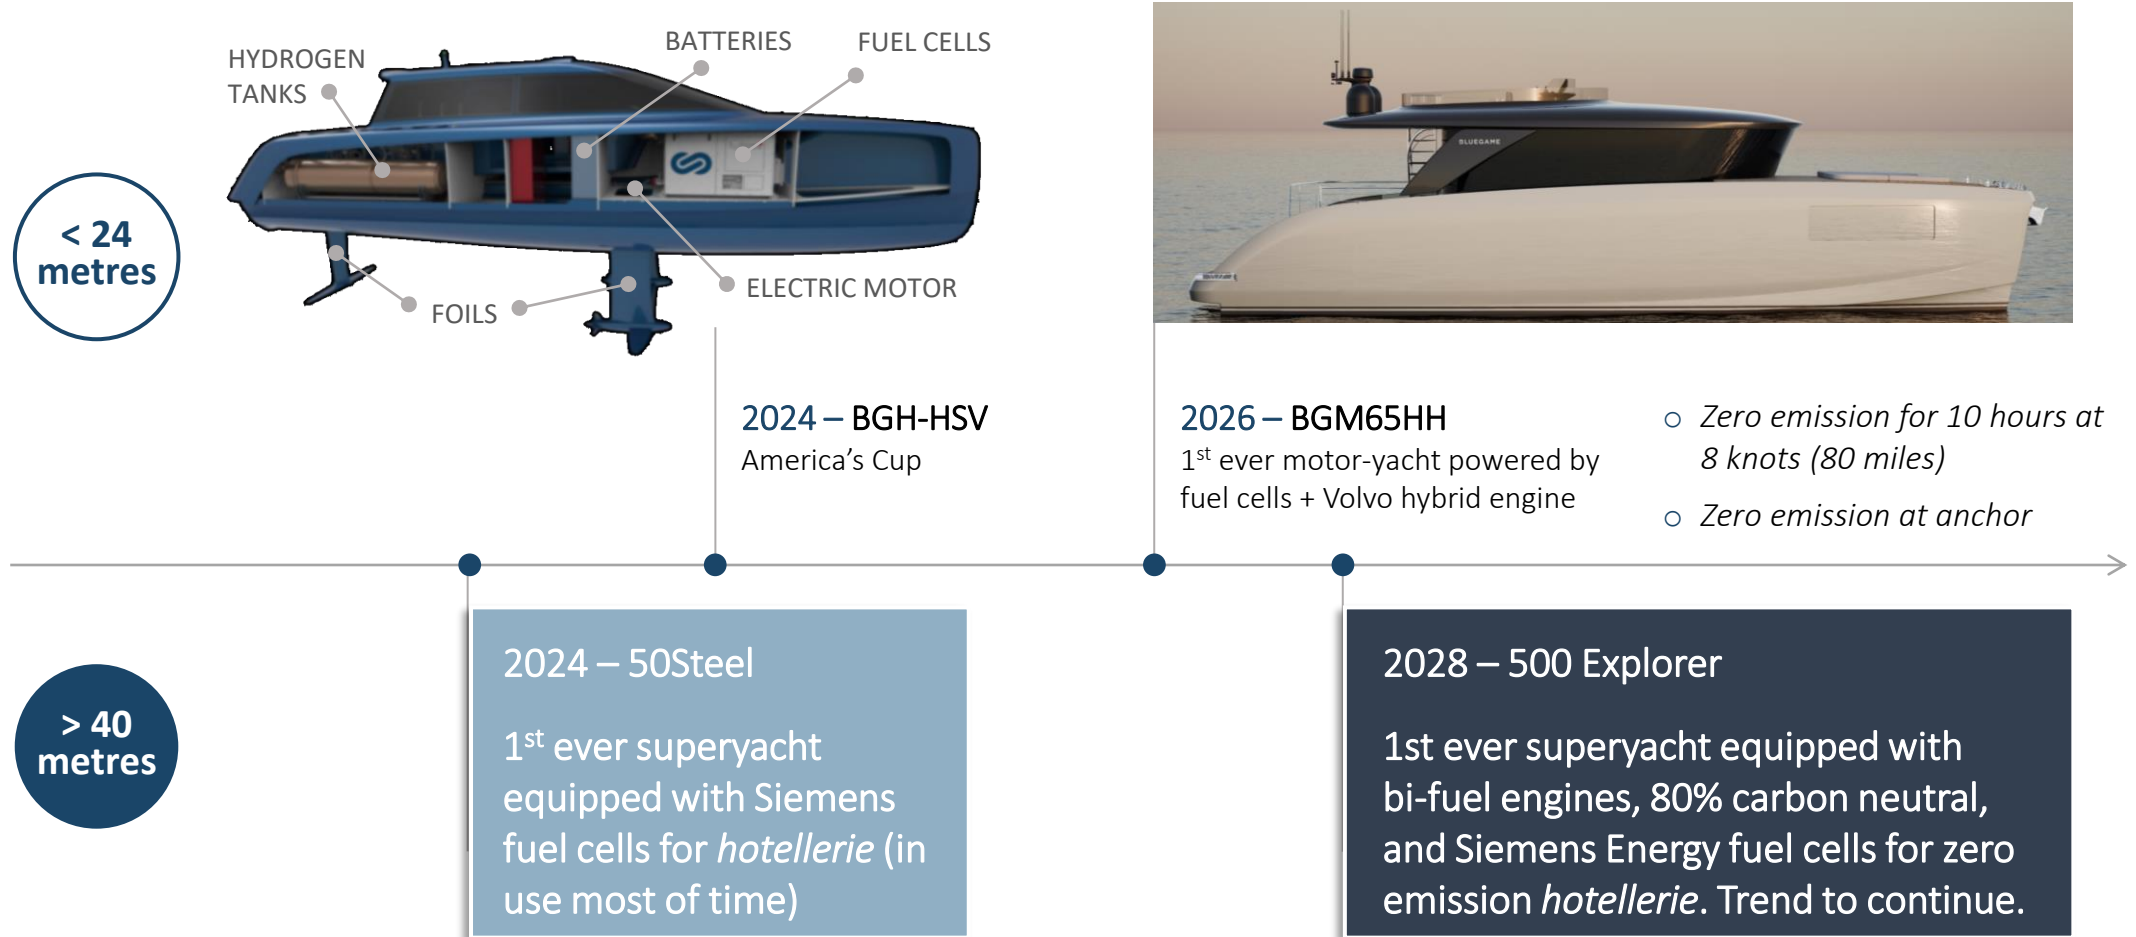 HYDROGEN
TANKS
BATTERIES
FUEL CELLS
FOILS
ELECTRIC MOTOR
BLUEGAME
< 24
metres
2024 – BGH-HSV
America’s Cup
2026 – BGM65HH
1st ever motor-yacht powered by
fuel cells + Volvo hybrid engine
o Zero emission for 10 hours at
8 knots (80 miles)
o Zero emission at anchor
> 40
metres
2024 – 50Steel
1st ever superyacht
equipped with Siemens
fuel cells for hotellerie (in
use most of time)
2028 – 500 Explorer
1st ever superyacht equipped with
bi-fuel engines, 80% carbon neutral,
and Siemens Energy fuel cells for zero
emission hotellerie. Trend to continue.